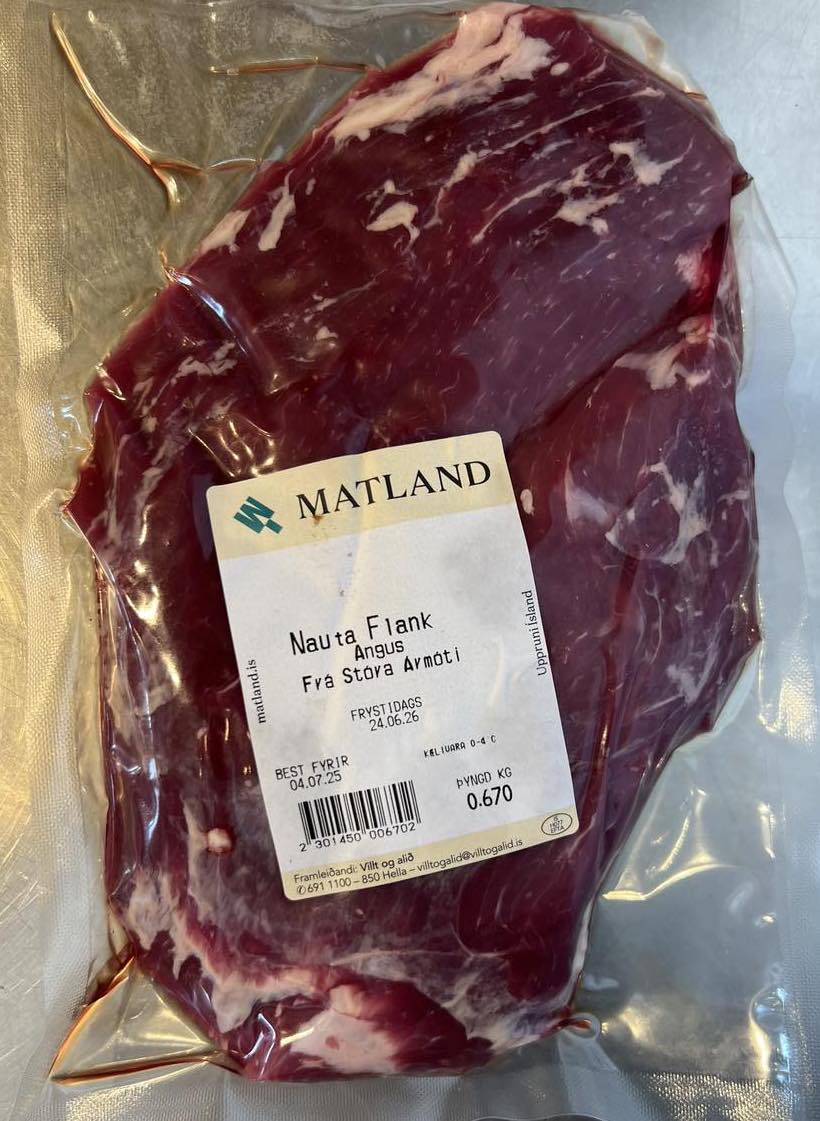 MATLAND
Nauta Flank
Angus
Frá Stóra Ármóti
matland.is
Uppruni Ísland
FRYSTIDAGS
24.06.26
KÆLIVARA 0-4 C
BEST FYRIR
04.07.25
ÞYNGD KG
0.670
2 301450 006702
IS
EFTA
Framleiðandi: Villt og alið
✆ 691 1100 – 850 Hella – villtogalid@villtogalid.is